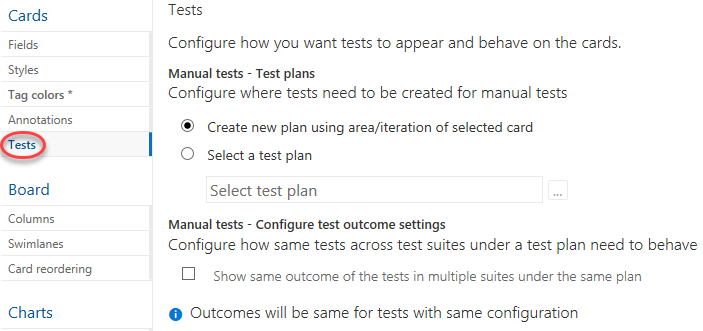 Cards
Fields
Styles
Tag colors *
Annotations
Tests
Board
Columns
Swimlanes
Card reordering
Charts
Tests
Configure how you want tests to appear and behave on the cards.
Manual tests - Test plans
Configure where tests need to be created for manual tests
Create new plan using area/iteration of selected card
Select a test plan
Select test plan
...
Manual tests - Configure test outcome settings
Configure how same tests across test suites under a test plan need to behave
Show same outcome of the tests in multiple suites under the same plan
Outcomes will be same for tests with same configuration